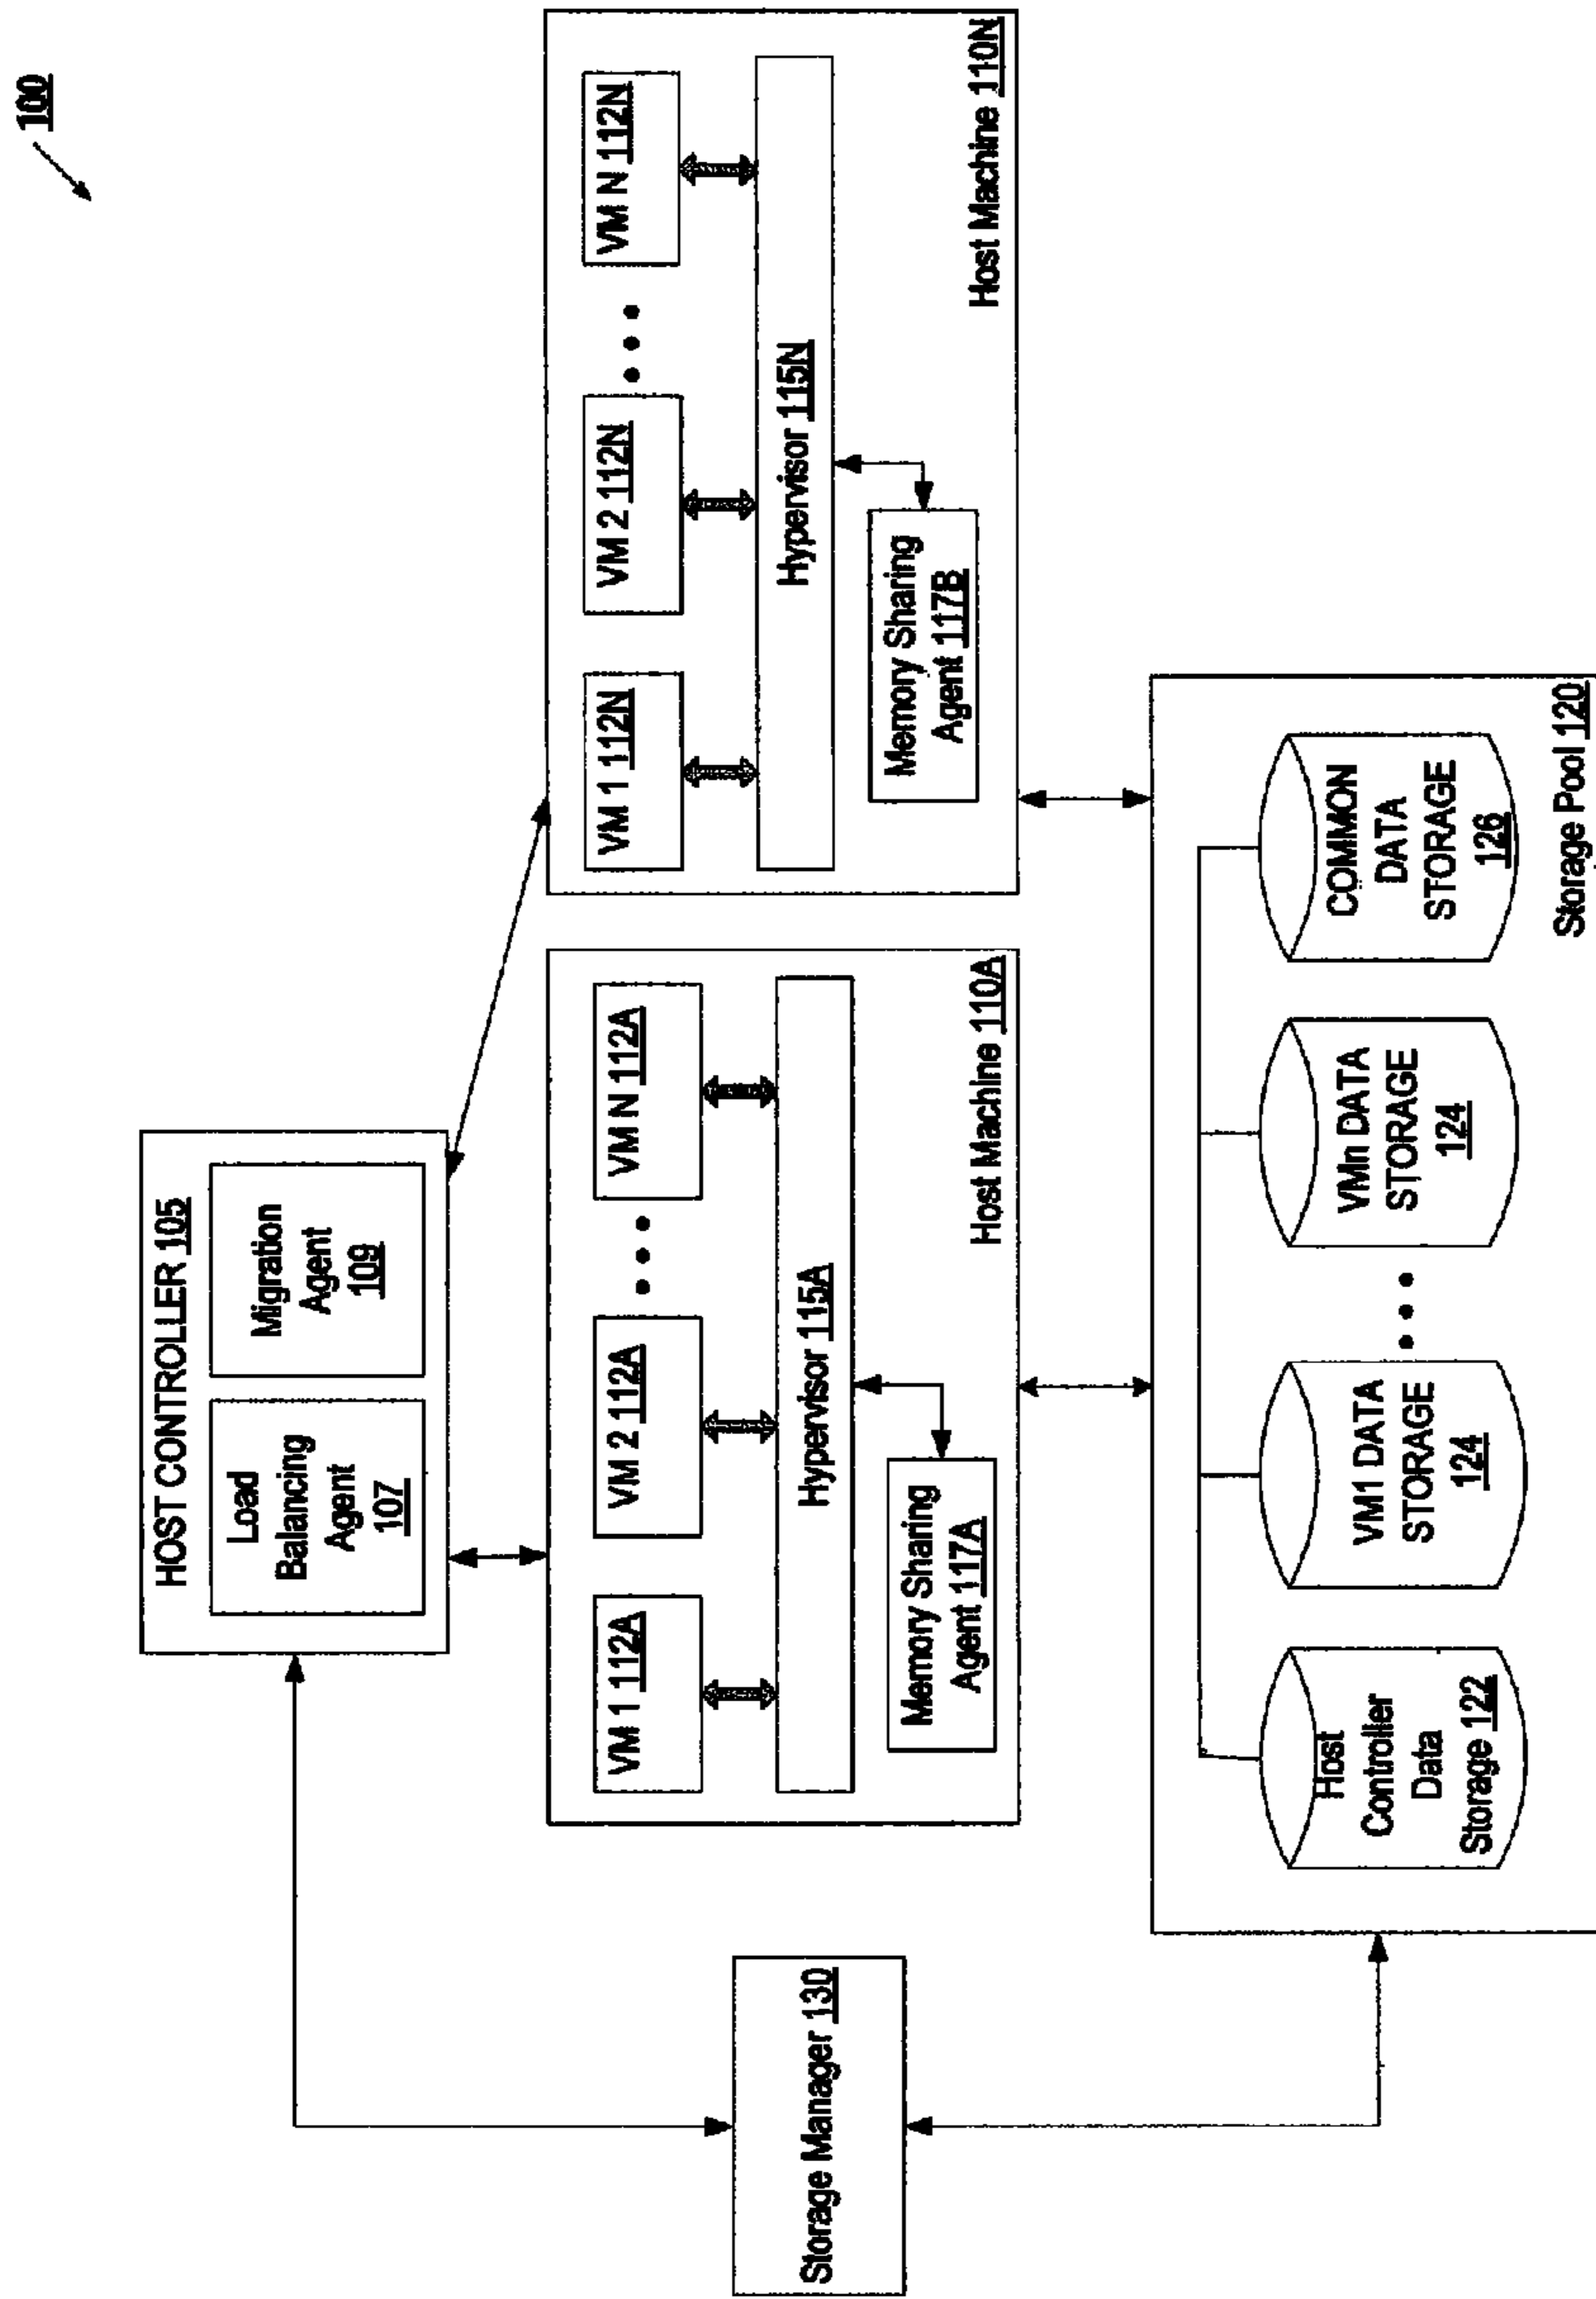 100
HOST CONTROLLER 105
Load
Balancing
Agent
107
Migration
Agent
109
VM 1 112A
VM 2 112A
VM N 112A
Hypervisor 115A
Memory Sharing
Agent 117A
Host Machine 110A
VM 1 112N
VM 2 112N
VM N 112N
Hypervisor 115N
Memory Sharing
Agent 117B
Host Machine 110N
Storage Manager 130
Host
Controller
Data
Storage 122
VM1 DATA
STORAGE
124
VMn DATA
STORAGE
124
COMMON
DATA
STORAGE
126
Storage Pool 120